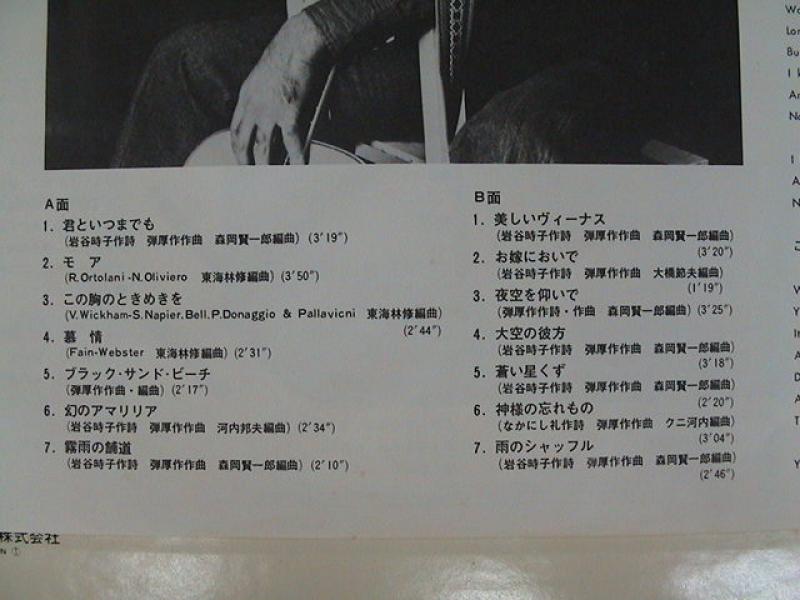 A面
1. 君といつまでも
(岩谷時子作詩 弾厚作作曲 森岡賢一郎編曲) (3′19″)
2. モ ア
(R.Ortolani-N.Oliviero 東海林修編曲) (3′50″)
3. この胸のときめきを
(V.Wickham-S.Napier.Bell.P.Donaggio & Pallavicni 東海林修編曲)
(2′44″)
4. 慕 情
(Fain-Webster 東海林修編曲) (2′31″)
5. ブラック・サンド・ビーチ
(弾厚作作曲・編曲) (2′17″)
6. 幻のアマリリア
(岩谷時子作詩 弾厚作作曲 河内邦夫編曲) (2′34″)
7. 霧雨の舗道
(岩谷時子作詩 弾厚作作曲 森岡賢一郎編曲) (2′10″)
B面
1. 美しいヴィーナス
(岩谷時子作詩 弾厚作作曲 森岡賢一郎編曲)
(3′20″)
2. お嫁においで
(岩谷時子作詩 弾厚作作曲 大橋節夫編曲)
(1′19″)
3. 夜空を仰いで
(弾厚作作詩・作曲 森岡賢一郎編曲) (3′25″)
4. 大空の彼方
(岩谷時子作詩 弾厚作作曲 森岡賢一郎編曲)
(3′18″)
5. 蒼い星くず
(岩谷時子作詩 弾厚作作曲 森岡賢一郎編曲)
(2′20″)
6. 神様の忘れもの
(なかにし礼作詩 弾厚作作曲 クニ河内編曲)
(3′04″)
7. 雨のシャッフル
(岩谷時子作詩 弾厚作作曲 森岡賢一郎編曲)
(2′46″)
株式会社
N ①